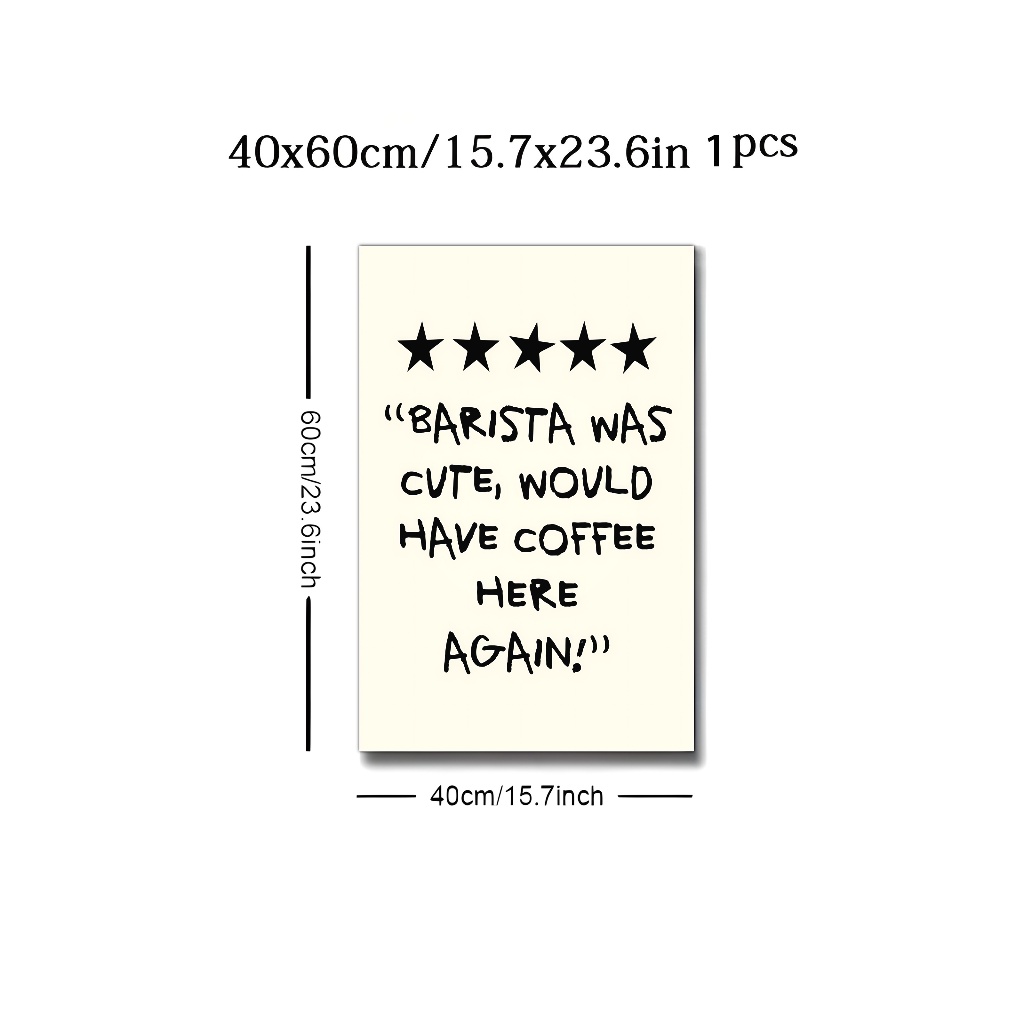 40x60cm/15.7x23.6in 1pcs
★★★★★
“BARISTA WAS
CUTE, WOULD
HAVE COFFEE
HERE
AGAIN!”
60cm/23.6inch
40cm/15.7inch